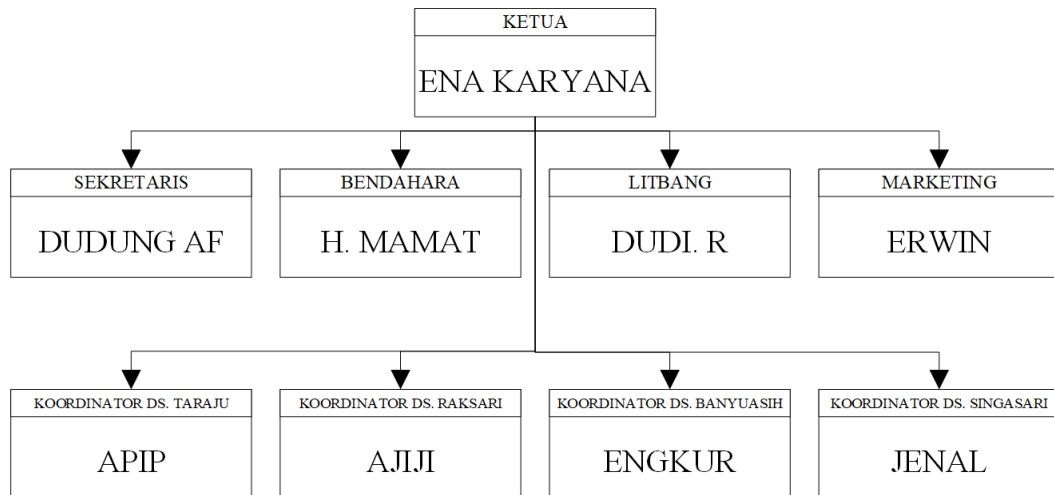 KETUA
ENA KARYANA
SEKRETARIS
DUDUNG AF
BENDAHARA
H. MAMAT
LITBANG
DUDI. R
MARKETING
ERWIN
KOORDINATOR DS. TARAJU
APIP
KOORDINATOR DS. RAKSARI
AJIJI
KOORDINATOR DS. BANYUASIH
ENGKUR
KOORDINATOR DS. SINGASARI
JENAL